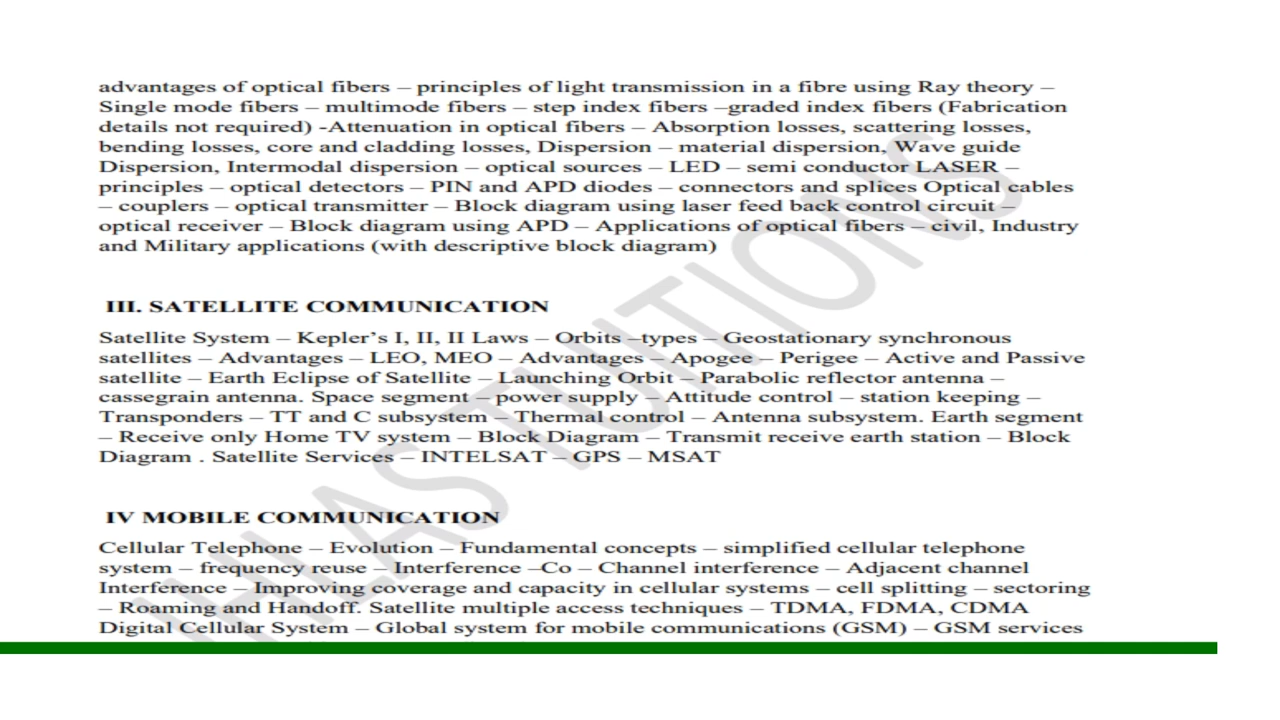 advantages of optical fibers – principles of light transmission in a fibre using Ray theory –
Single mode fibers – multimode fibers – step index fibers –graded index fibers (Fabrication
details not required) -Attenuation in optical fibers – Absorption losses, scattering losses,
bending losses, core and cladding losses, Dispersion – material dispersion, Wave guide
Dispersion, Intermodal dispersion – optical sources – LED – semi conductor LASER –
principles – optical detectors – PIN and APD diodes – connectors and splices Optical cables
– couplers – optical transmitter – Block diagram using laser feed back control circuit –
optical receiver – Block diagram using APD – Applications of optical fibers – civil, Industry
and Military applications (with descriptive block diagram)
III. SATELLITE COMMUNICATION
Satellite System – Kepler’s I, II, II Laws – Orbits –types – Geostationary synchronous
satellites – Advantages – LEO, MEO – Advantages – Apogee – Perigee – Active and Passive
satellite – Earth Eclipse of Satellite – Launching Orbit – Parabolic reflector antenna –
cassegrain antenna. Space segment – power supply – Attitude control – station keeping –
Transponders – TT and C subsystem – Thermal control – Antenna subsystem. Earth segment
– Receive only Home TV system – Block Diagram – Transmit receive earth station – Block
Diagram . Satellite Services – INTELSAT – GPS – MSAT
IV MOBILE COMMUNICATION
Cellular Telephone – Evolution – Fundamental concepts – simplified cellular telephone
system – frequency reuse – Interference –Co – Channel interference – Adjacent channel
Interference – Improving coverage and capacity in cellular systems – cell splitting – sectoring
– Roaming and Handoff. Satellite multiple access techniques – TDMA, FDMA, CDMA
Digital Cellular System – Global system for mobile communications (GSM) – GSM services
TUTIONS